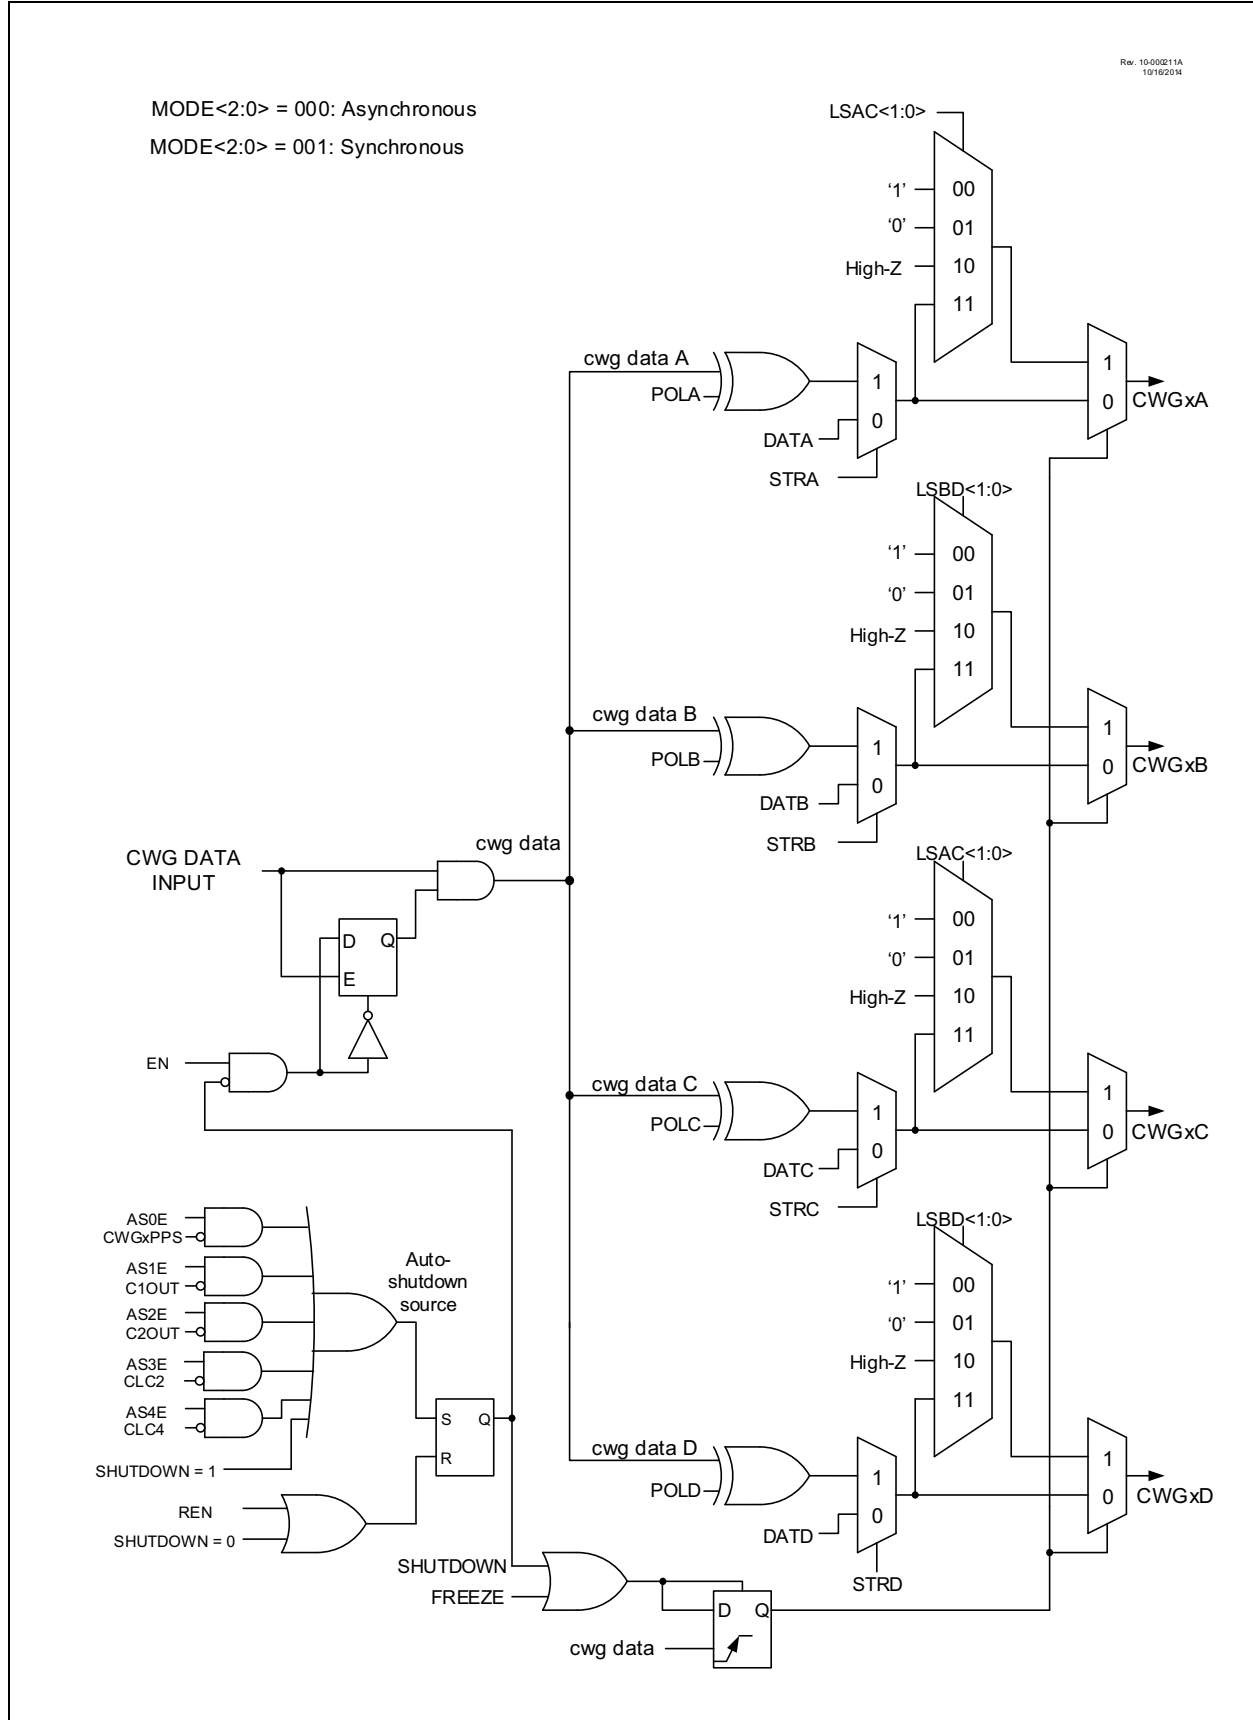 Rev. 10-000211A
10/16/2014
MODE<2:0> = 000: Asynchronous
MODE<2:0> = 001: Synchronous
LSAC<1:0>
‘1’
00
‘0’
01
High-Z
10
11
cwg data A
POLA
1
0
DATA
STRA
1
0
CWGxA
LSBD<1:0>
‘1’
00
‘0’
01
High-Z
10
11
cwg data B
POLB
1
0
DATB
STRB
1
0
CWGxB
cwg data
CWG DATA
INPUT
D
Q
E
EN
LSAC<1:0>
‘1’
00
‘0’
01
High-Z
10
11
cwg data C
POLC
1
0
DATC
STRC
1
0
CWGxC
AS0E
CWGxPPS
AS1E
C1OUT
AS2E
C2OUT
AS3E
CLC2
AS4E
CLC4
SHUTDOWN = 1
Auto-
shutdown
source
S
Q
R
REN
SHUTDOWN = 0
LSBD<1:0>
‘1’
00
‘0’
01
High-Z
10
11
cwg data D
POLD
1
0
DATD
STRD
1
0
CWGxD
SHUTDOWN
FREEZE
D
Q
cwg data